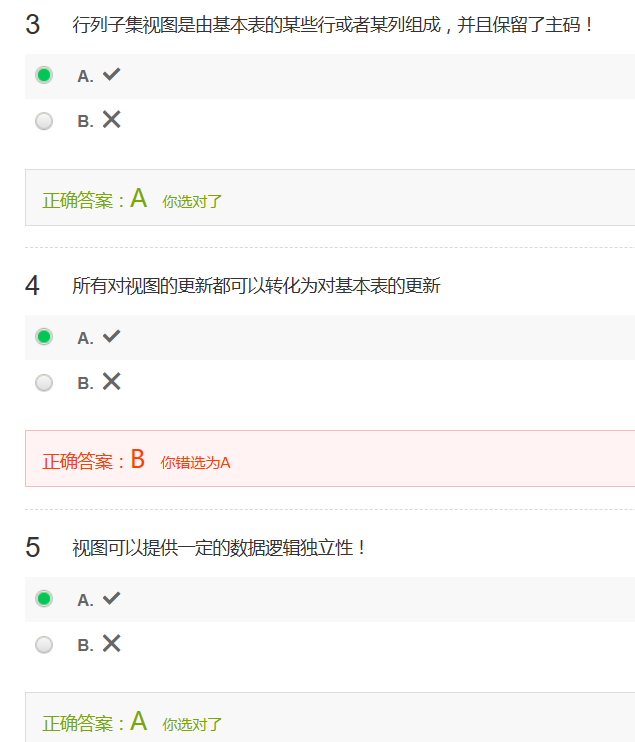 3 行列子集视图是由基本表的某些行或者某列组成，并且保留了主码！
A. ✓
B. ✕
正确答案：A 你选对了
4 所有对视图的更新都可以转化为对基本表的更新
A. ✓
B. ✕
正确答案：B 你错选为A
5 视图可以提供一定的数据逻辑独立性！
A. ✓
B. ✕
正确答案：A 你选对了